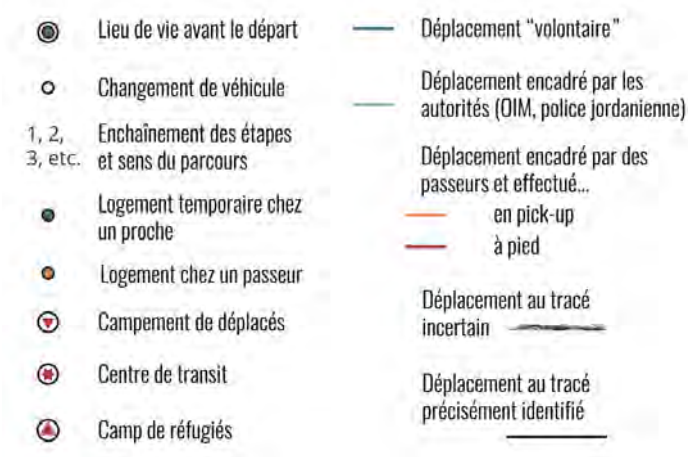 Lieu de vie avant le départ
Changement de véhicule
1, 2,
3, etc.
Enchaînement des étapes
et sens du parcours
Logement temporaire chez
un proche
Logement chez un passeur
Campement de déplacés
Centre de transit
Camp de réfugiés
Déplacement “volontaire”
Déplacement encadré par les
autorités (OIM, police jordanienne)
Déplacement encadré par des
passeurs et effectué...
en pick-up
à pied
Déplacement au tracé
incertain
Déplacement au tracé
précisément identifié